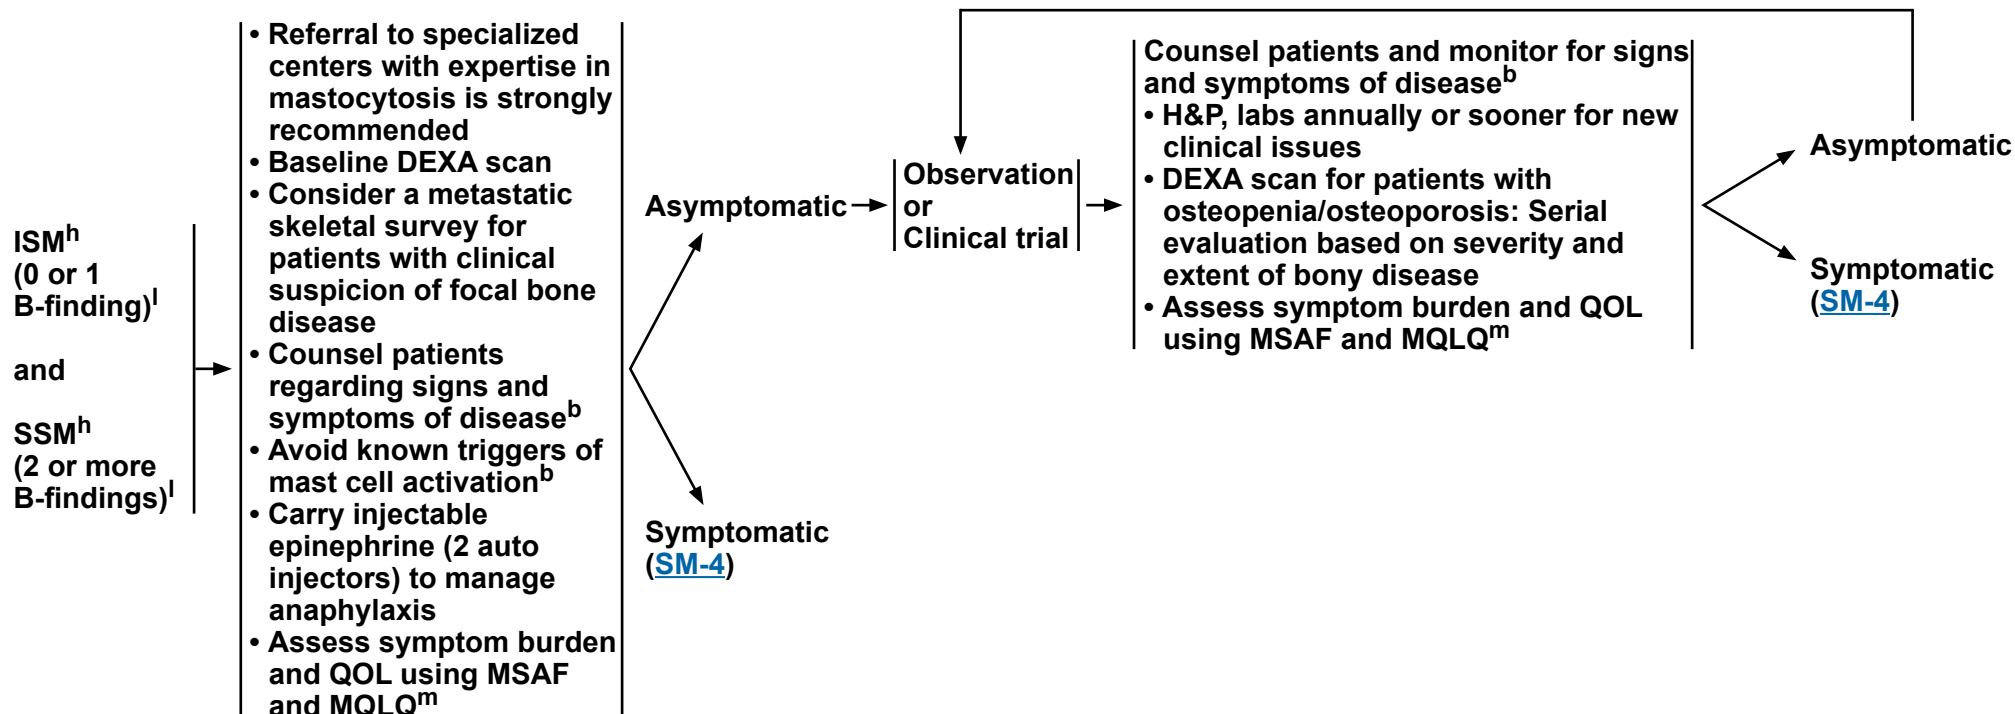 ISMh
(0 or 1
B-finding)l
and
SSMh
(2 or more
B-findings)l
• Referral to specialized
centers with expertise in
mastocytosis is strongly
recommended
• Baseline DEXA scan
• Consider a metastatic
skeletal survey for
patients with clinical
suspicion of focal bone
disease
• Counsel patients
regarding signs and
symptoms of diseaseb
• Avoid known triggers of
mast cell activationb
• Carry injectable
epinephrine (2 auto
injectors) to manage
anaphylaxis
• Assess symptom burden
and QOL using MSAF
and MQLQm
Asymptomatic
Symptomatic
(SM-4)
Observation
or
Clinical trial
Counsel patients and monitor for signs
and symptoms of diseaseb
• H&P, labs annually or sooner for new
clinical issues
• DEXA scan for patients with
osteopenia/osteoporosis: Serial
evaluation based on severity and
extent of bony disease
• Assess symptom burden and QOL
using MSAF and MQLQm
Asymptomatic
Symptomatic
(SM-4)